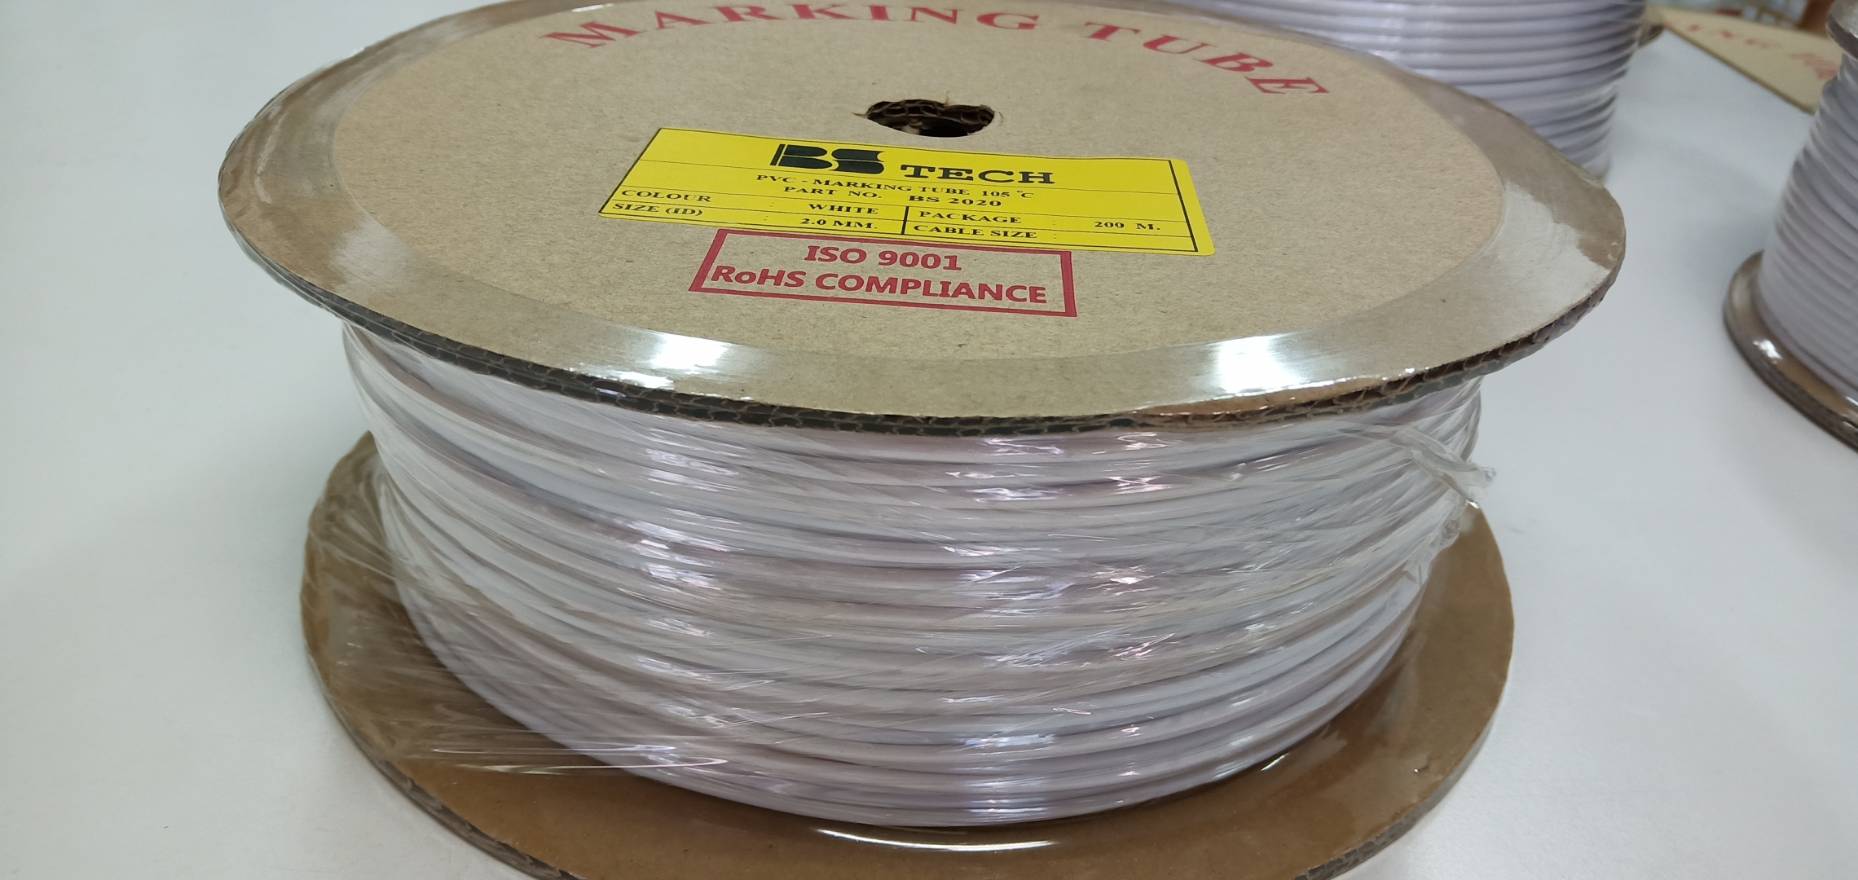 MARKING TUBE
BS TECH
PVC - MARKING TUBE 105 °C
PART NO. BS 2020
COLOUR : WHITE PACKAGE : 200 M.
SIZE (ID) : 2.0 MM. CABLE SIZE :
ISO 9001
RoHS COMPLIANCE